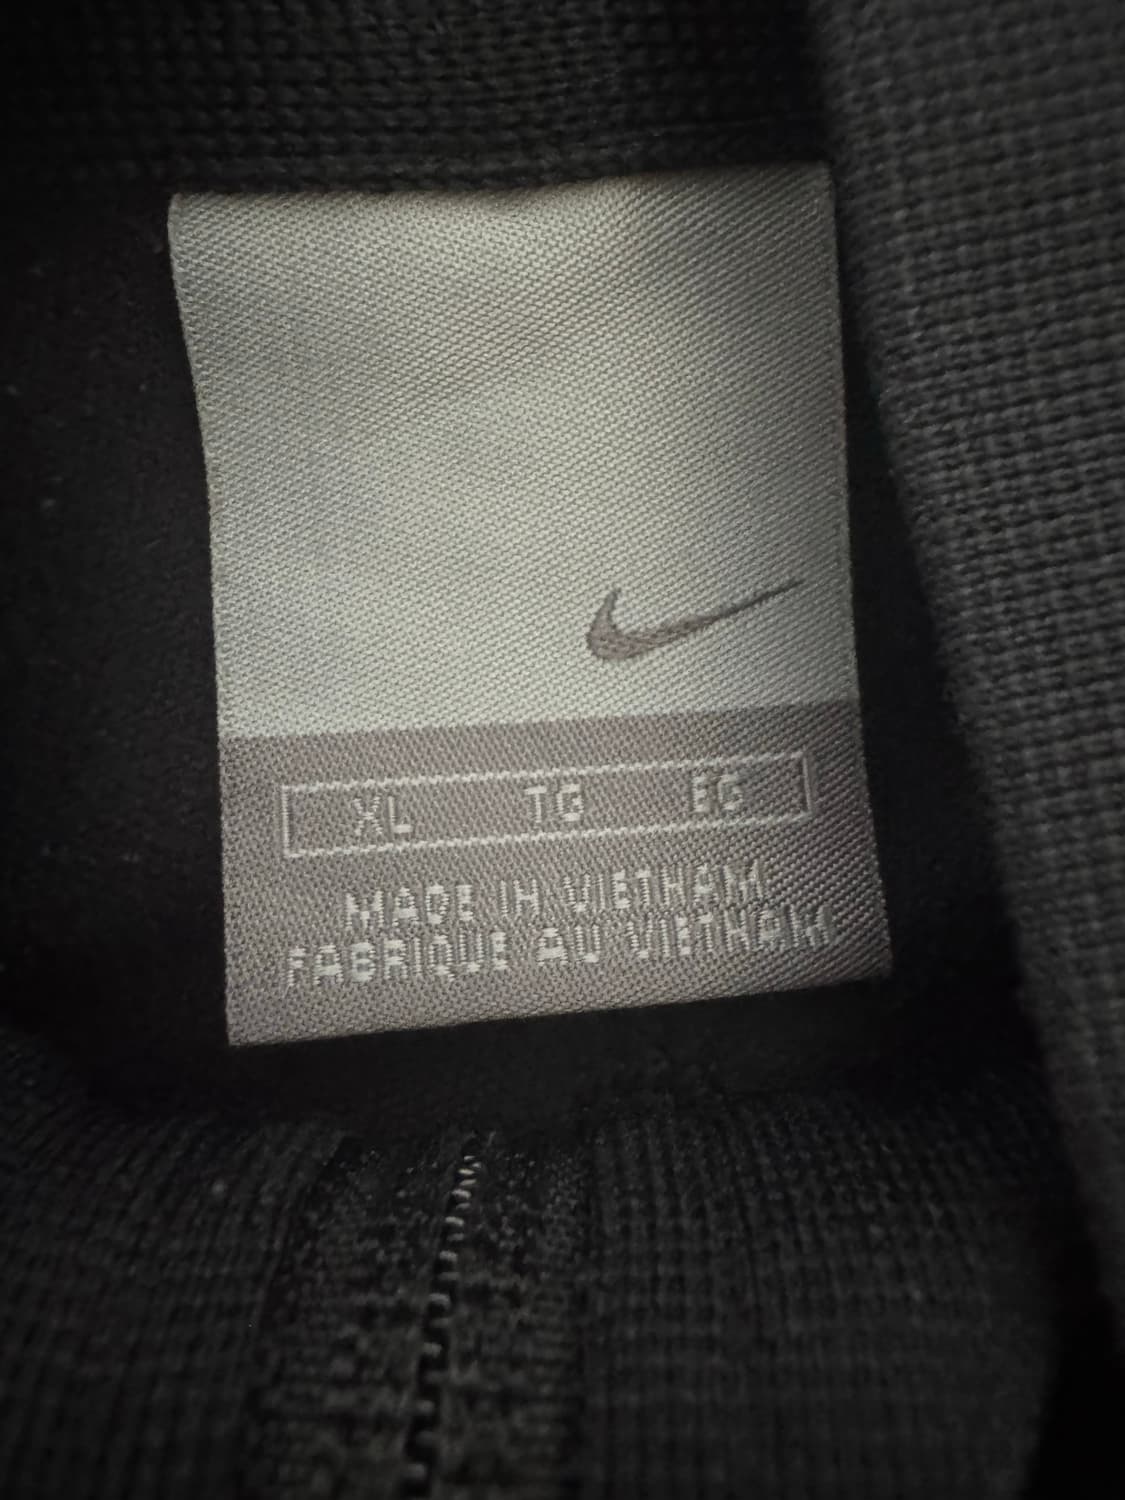 XL TG EG
MADE IN VIETNAM
FABRIQUE AU VIETNAM